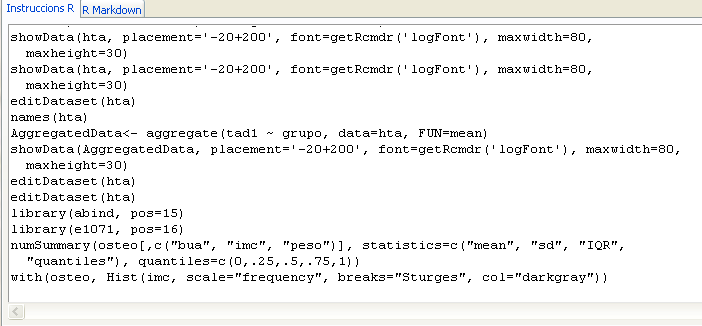 Instruccions R R Markdown
showData(hta, placement='-20+200', font=getRcmdr('logFont'), maxwidth=80,
maxheight=30)
showData(hta, placement='-20+200', font=getRcmdr('logFont'), maxwidth=80,
maxheight=30)
editDataset(hta)
names(hta)
AggregatedData<- aggregate(tad1 ~ grupo, data=hta, FUN=mean)
showData(AggregatedData, placement='-20+200', font=getRcmdr('logFont'), maxwidth=80,
maxheight=30)
editDataset(hta)
editDataset(hta)
library(abind, pos=15)
library(e1071, pos=16)
numSummary(osteo[,c("bua", "imc", "peso")], statistics=c("mean", "sd", "IQR",
"quantiles"), quantiles=c(0,.25,.5,.75,1))
with(osteo, Hist(imc, scale="frequency", breaks="Sturges", col="darkgray"))